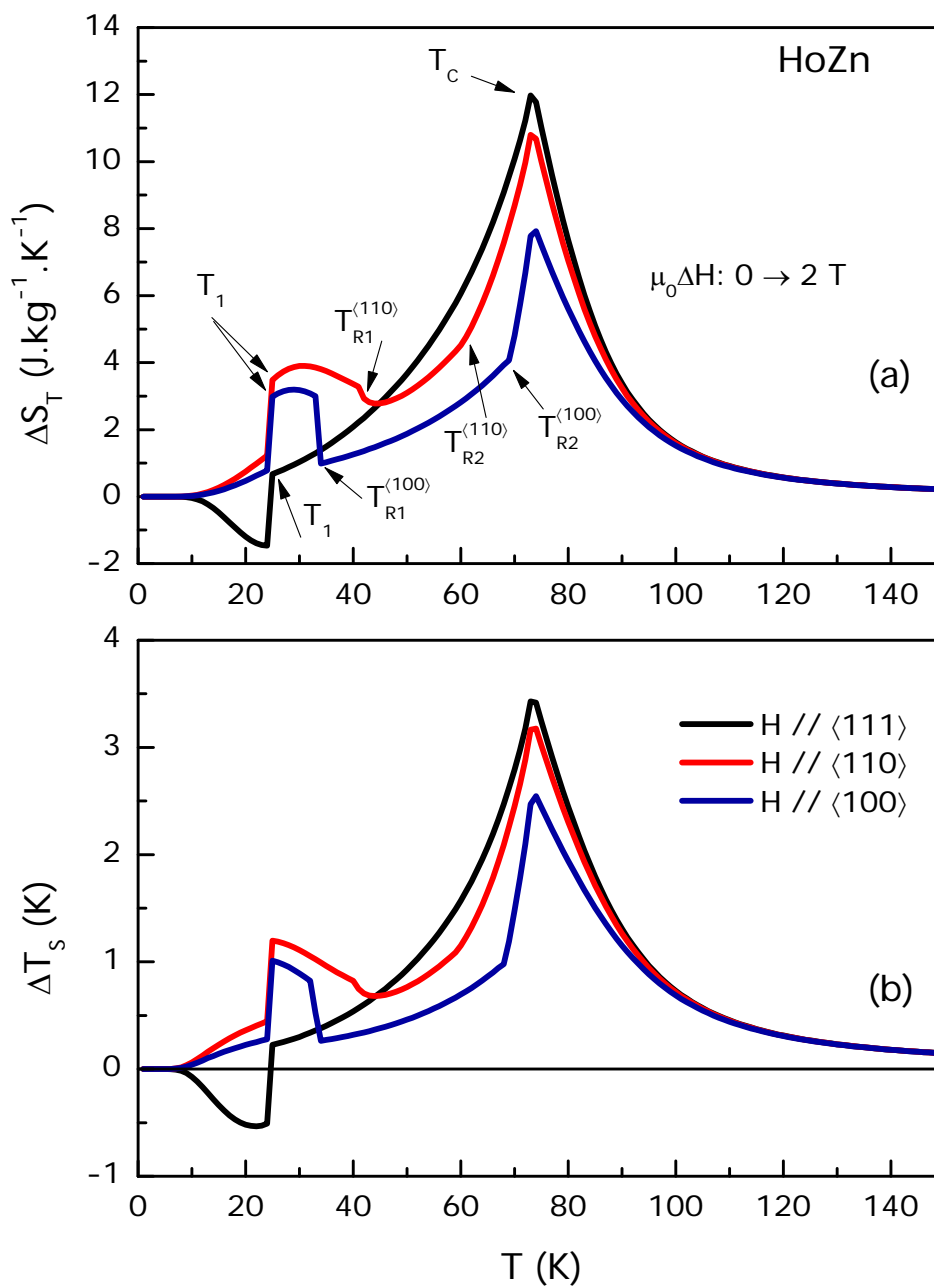 14
HoZn
T_C
12
10
ΔS_T (J.kg⁻¹.K⁻¹)
8
μ₀ΔH: 0 → 2 T
6
T₁
T_R1^⟨110⟩
4
(a)
T_R2^⟨110⟩
T_R2^⟨100⟩
2
T_R1^⟨100⟩
T₁
0
-2
0 20 40 60 80 100 120 140
4
3
H // ⟨111⟩
H // ⟨110⟩
H // ⟨100⟩
2
ΔT_S (K)
1
(b)
0
-1
0 20 40 60 80 100 120 140
T (K)